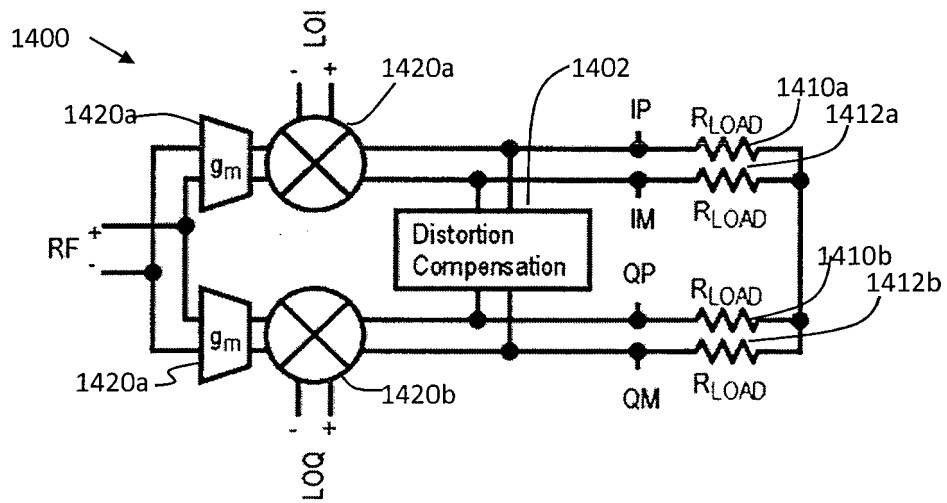 1400
LOI
- +
1420a
1402
1420a
gm
IP
RLOAD
1410a
1412a
IM
RLOAD
RF
+
-
Distortion
Compensation
QP
RLOAD
1410b
1412b
gm
1420a
1420b
QM
RLOAD
- +
LOQ